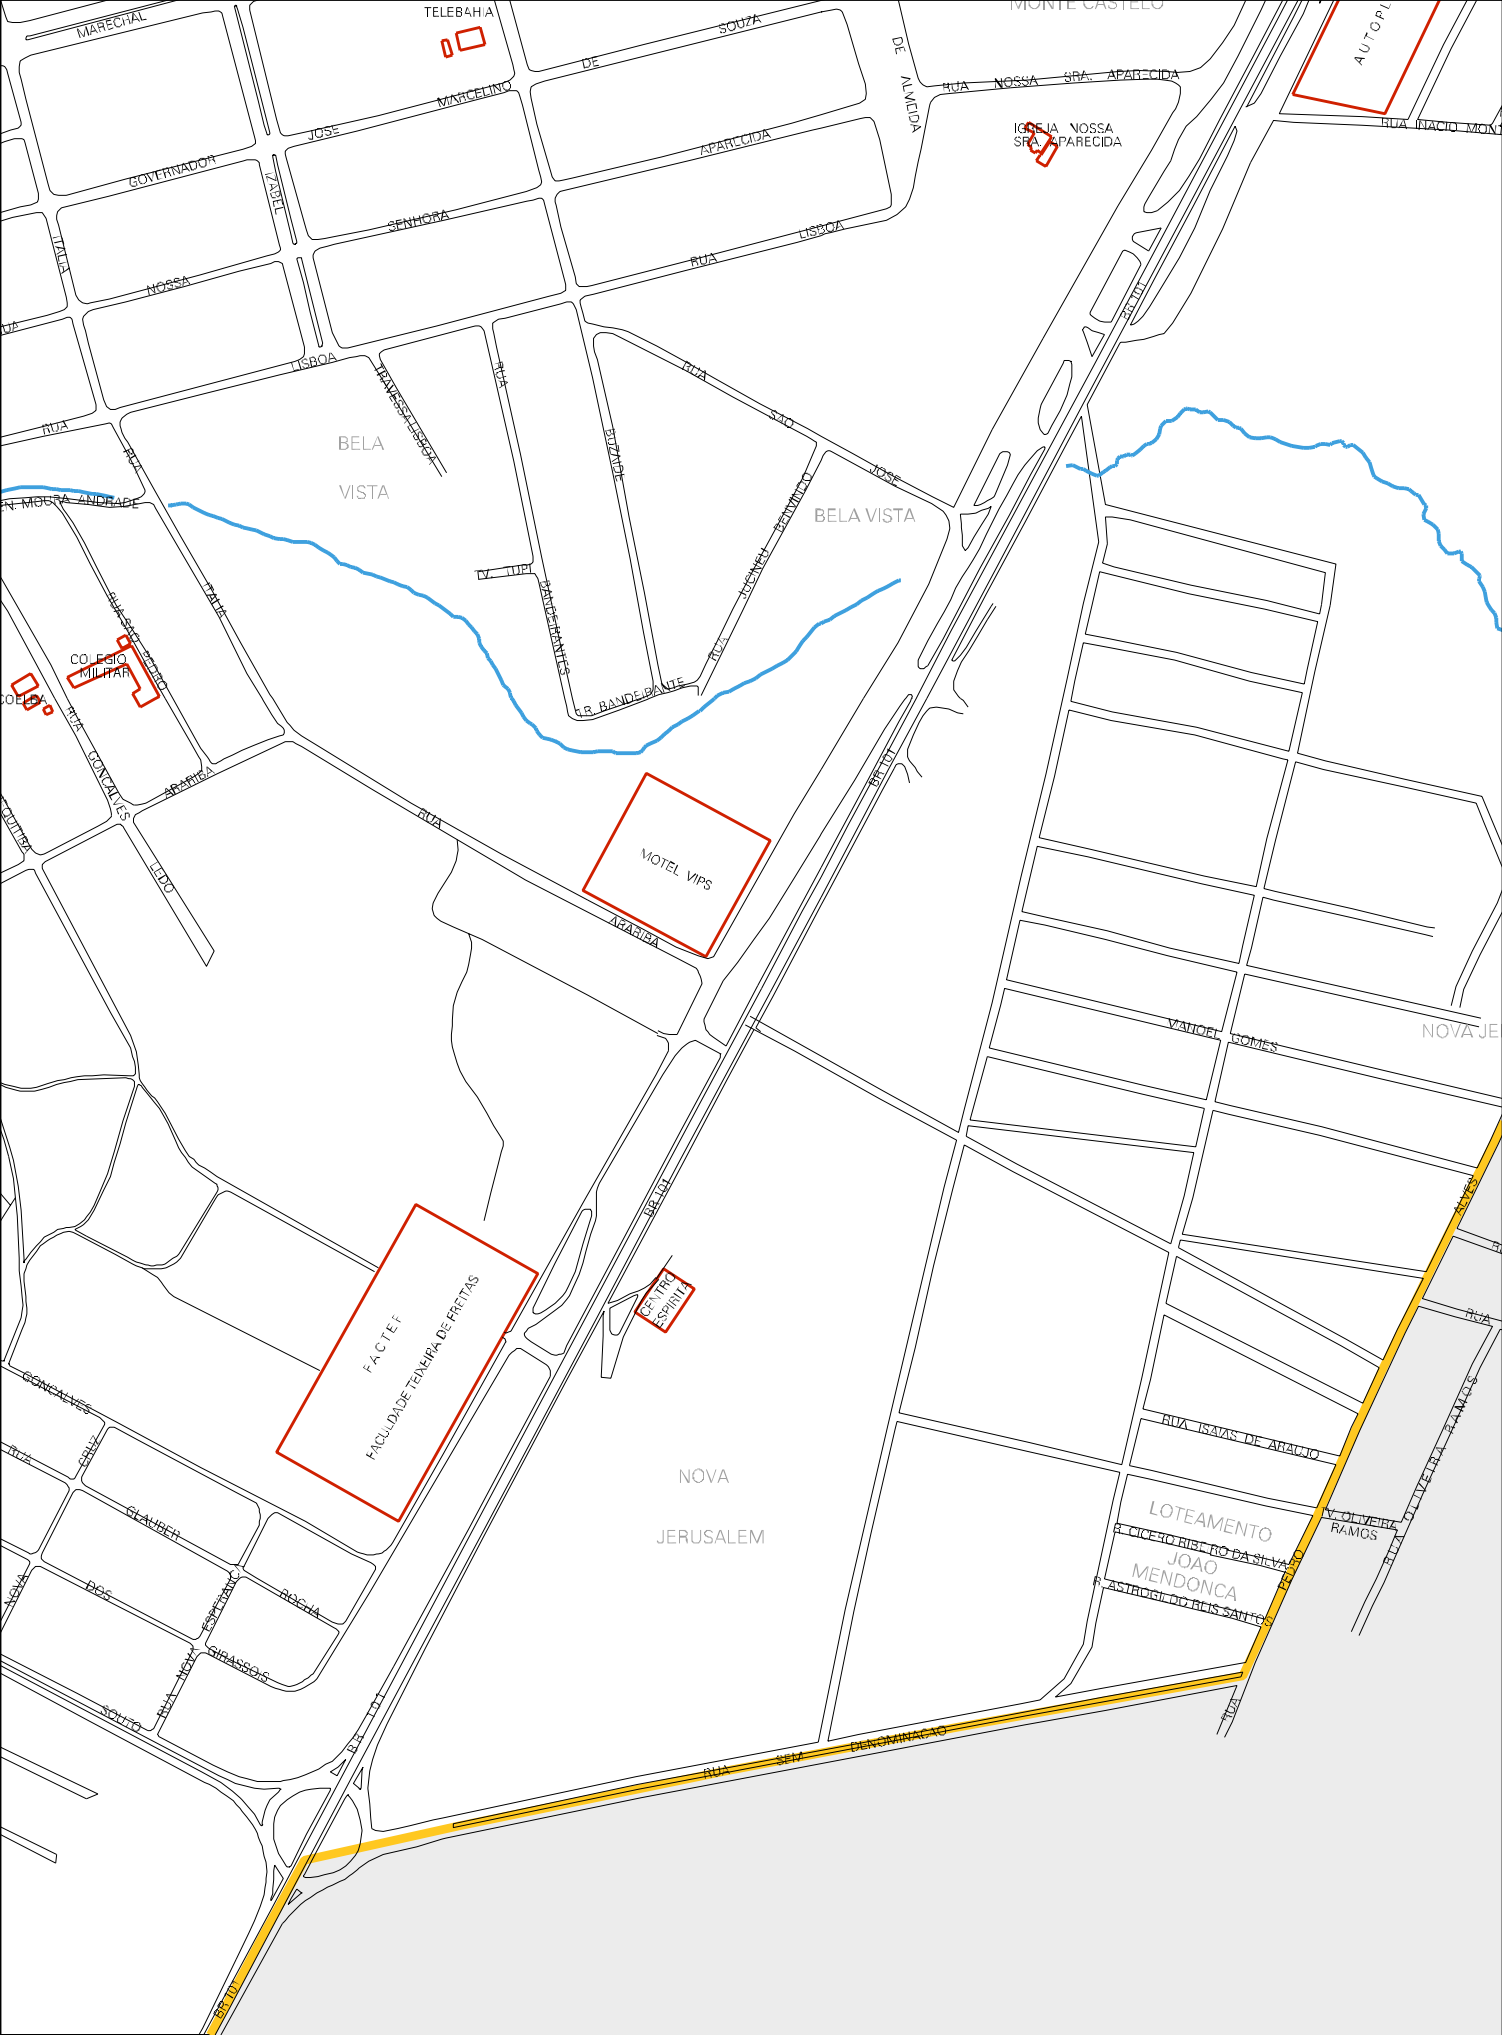 MONTE CASTELO
TELEBAHIA
MARECHAL
SOUZA
DE
DE ALMEIDA
AUTOPL
MARCELINO
JOSE
RUA NOSSA SRA. APARECIDA
IGREJA NOSSA
SRA. APARECIDA
RUA INACIO MONT
APARECIDA
GOVERNADOR
IZABEL
SENHORA
LISBOA
RUA
ITALIA
NOSSA
BR 101
UA
LISBOA
TRAVESSA LISBOA
RUA
RUA
SAO
JOSE
RUA
BELA
VISTA
BUZAIDE
RUA
BELA VISTA
EN. MOURA ANDRADE
BENVINDO
JUCINEU
RUA
TV. TUPI
BANDEIRANTES
ITALIA
RUA SAO PEDRO
COLEGIO
MILITAR
COELBA
TR. BANDEIRANTE
RUA
GONCALVES
LEDO
ARARIBA
BR 101
RUA
ARARIBA
MOTEL VIPS
QUITIBA
MANOEL GOMES
NOVA JE
BR 101
ALVES
CENTRO
ESPIRITA
FACTEF
FACULDADE TEIXEIRA DE FREITAS
RUA
GONCALVES
RUA
CRUZ
RUA ISAIAS DE ARAUJO
NOVA
JERUSALEM
GLAUBER
LOTEAMENTO
TV. OLIVEIRA
RAMOS
RUA OLIVEIRA RAMOS
R. CICERO RIBEIRO DA SILVA
JOAO
MENDONCA
R. ASTROGILDO REIS SANTOS
PEDRO
NOVA
DOS
ESPERANCA
ROCHA
GIRASSOIS
RUA NOVA
SOUTO
BR 101
RUA
RUA SEM DENOMINACAO
BR 101